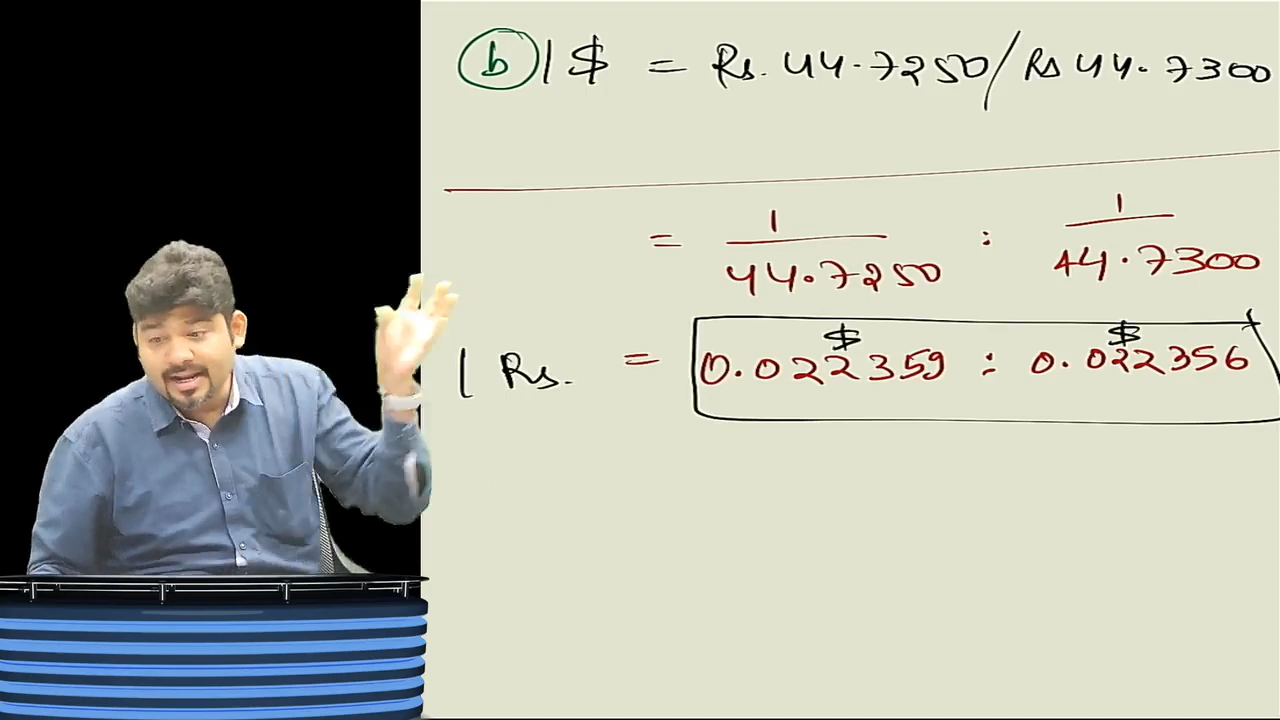 b 1 $ = Rs. 44.7250/Rs 44.7300
= 1/44.7250 : 1/44.7300
$ $
1 Rs. = 0.022359 : 0.022356